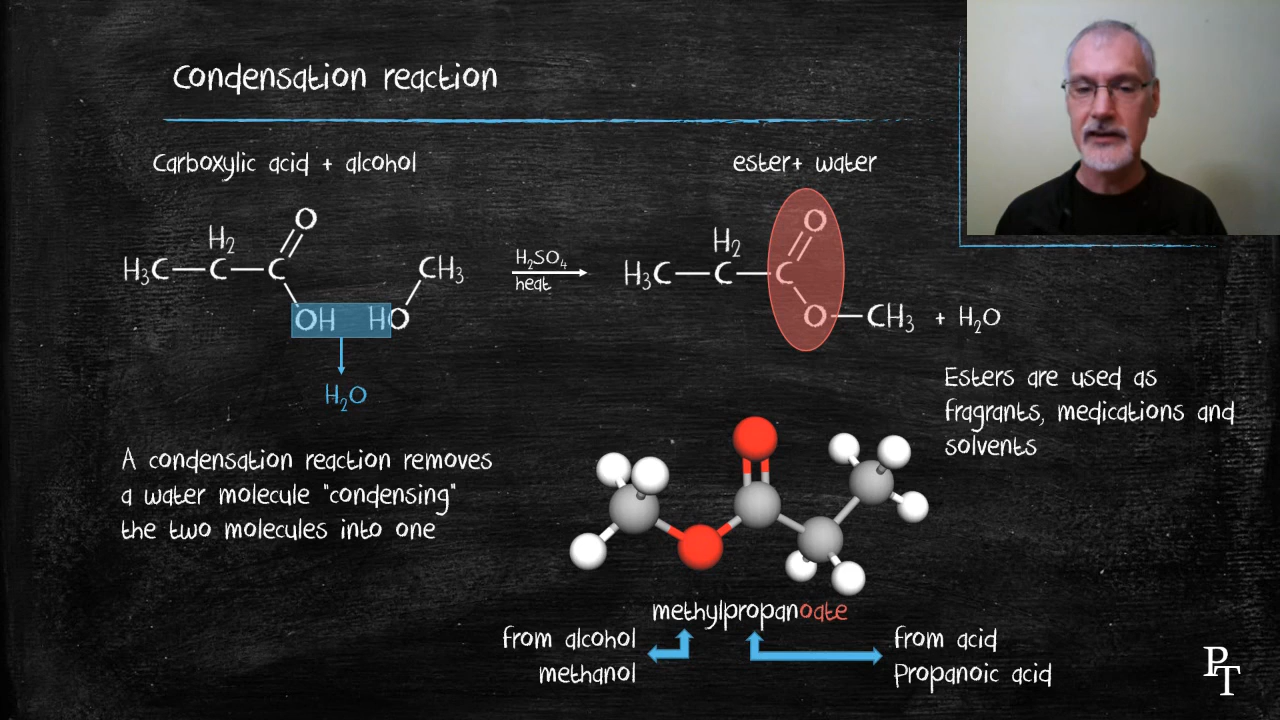 Condensation reaction
Carboxylic acid + alcohol
ester+ water
O
H₂
H₃C—C—C
CH₃
OH HO
H₂O
H₂SO₄
heat
O
H₂
H₃C—C—C
O—CH₃ + H₂O
Esters are used as
fragrants, medications and
solvents
A condensation reaction removes
a water molecule "condensing"
the two molecules into one
methylpropanoate
from alcohol
methanol
from acid
Propanoic acid
PT